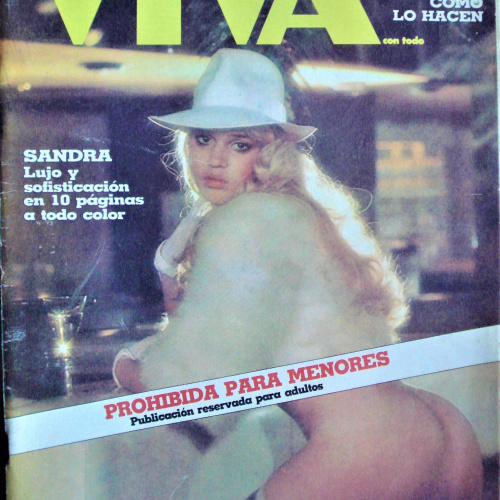 VIVA
CÓMO
LO HACEN
con todo
SANDRA
Lujo y
sofisticación
en 10 páginas
a todo color
PROHIBIDA PARA MENORES
Publicación reservada para adultos